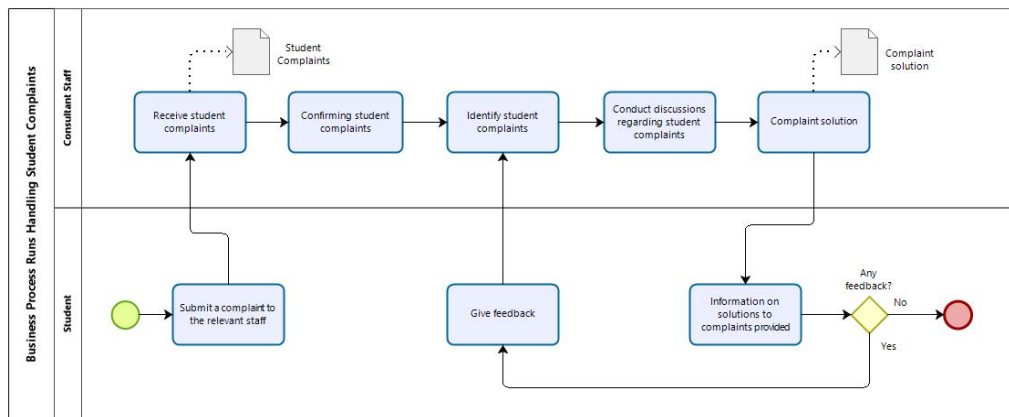 Business Process Runs Handling Student Complaints
Consultant Staff
Student
Complaints
Complaint
solution
Receive student
complaints
Confirming student
complaints
Identify student
complaints
Conduct discussions
regarding student
complaints
Complaint solution
Student
Submit a complaint to
the relevant staff
Give feedback
Information on
solutions to
complaints provided
Any
feedback?
No
Yes